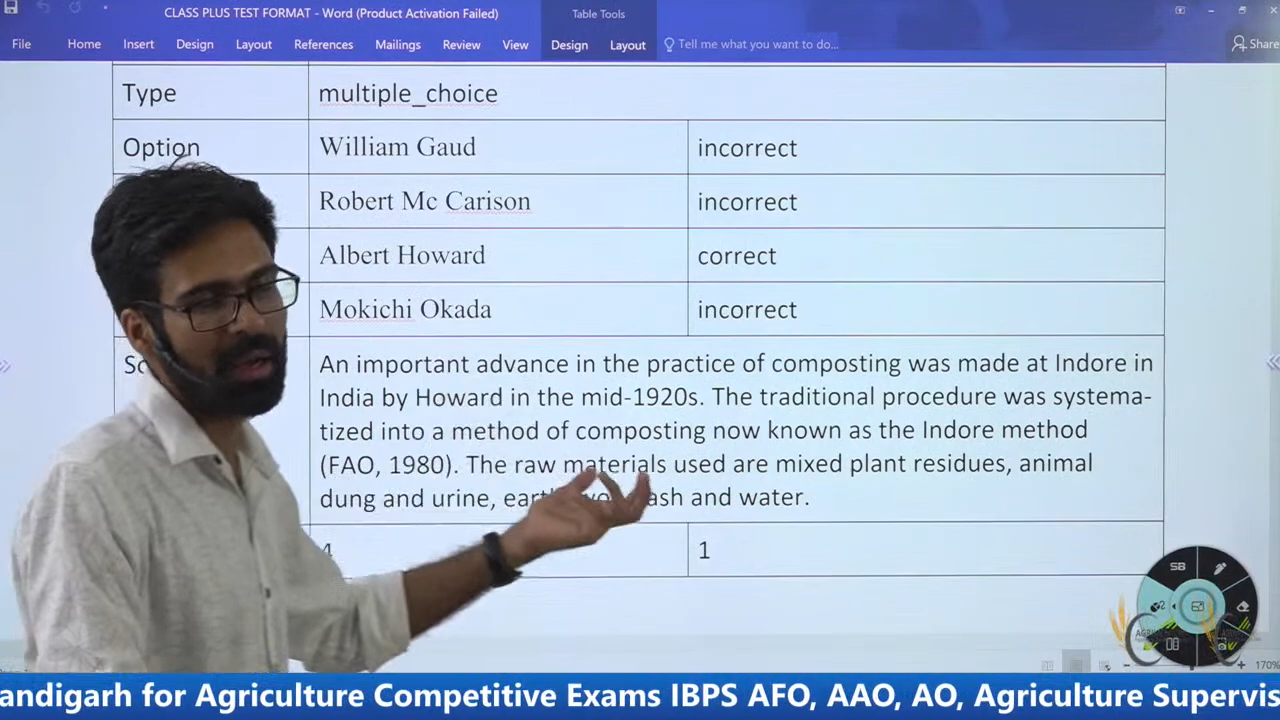 CLASS PLUS TEST FORMAT - Word (Product Activation Failed)
Table Tools
File Home Insert Design Layout References Mailings Review View Design Layout Tell me what you want to do... Share
Type multiple_choice
Option William Gaud incorrect
Robert Mc Carison incorrect
Albert Howard correct
Mokichi Okada incorrect
An important advance in the practice of composting was made at Indore in
India by Howard in the mid-1920s. The traditional procedure was systema-
tized into a method of composting now known as the Indore method
(FAO, 1980). The raw materials used are mixed plant residues, animal
dung and urine, ash and water.
4 1
SB
170%
andigarh for Agriculture Competitive Exams IBPS AFO, AAO, AO, Agriculture Supervis